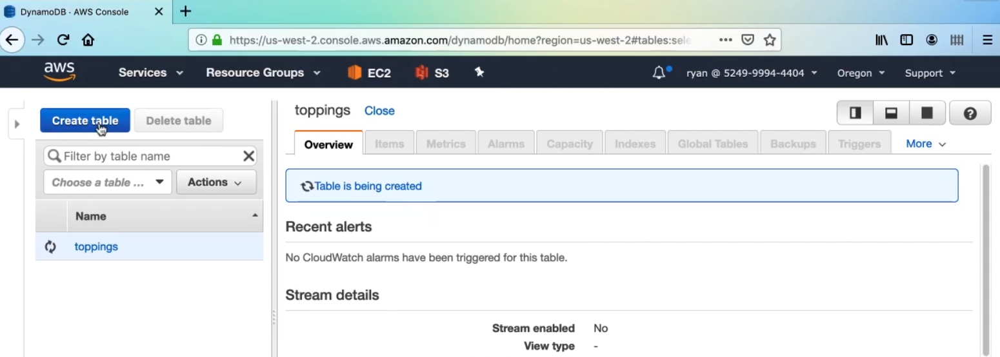 DynamoDB · AWS Console
https://us-west-2.console.aws.amazon.com/dynamodb/home?region=us-west-2#tables:sele
aws Services Resource Groups EC2 S3 ryan @ 5249-9994-4404 Oregon Support
Create table Delete table
Filter by table name
Choose a table ... Actions
Name
toppings
toppings Close
Overview Items Metrics Alarms Capacity Indexes Global Tables Backups Triggers More
Table is being created
Recent alerts
No CloudWatch alarms have been triggered for this table.
Stream details
Stream enabled No
View type -